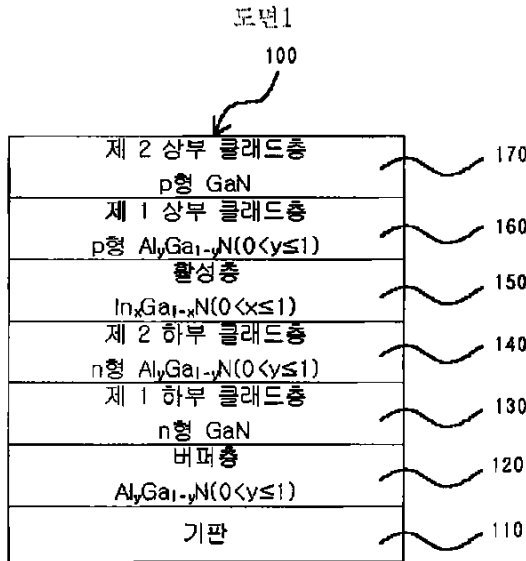 도면1
100
제 2 상부 클래드층
p형 GaN
170
제 1 상부 클래드층
p형 AlyGa1-yN(0<y≤1)
160
활성층
InxGa1-xN(0<x≤1)
150
제 2 하부 클래드층
n형 AlyGa1-yN(0<y≤1)
140
제 1 하부 클래드층
n형 GaN
130
버퍼층
AlyGa1-yN(0<y≤1)
120
기판
110